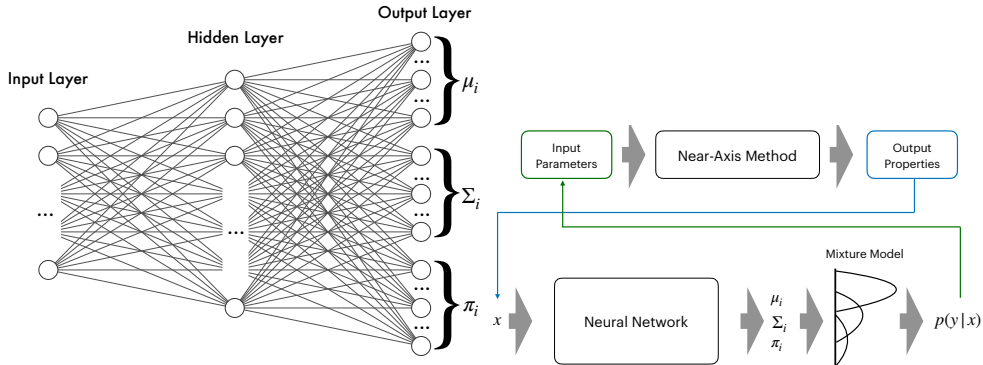 Output Layer
Hidden Layer
Input Layer
...
μᵢ
...
...
Σᵢ
...
...
...
...
πᵢ
...
Input
Parameters
Near-Axis Method
Output
Properties
Mixture Model
x
Neural Network
μᵢ
Σᵢ
πᵢ
p(y|x)